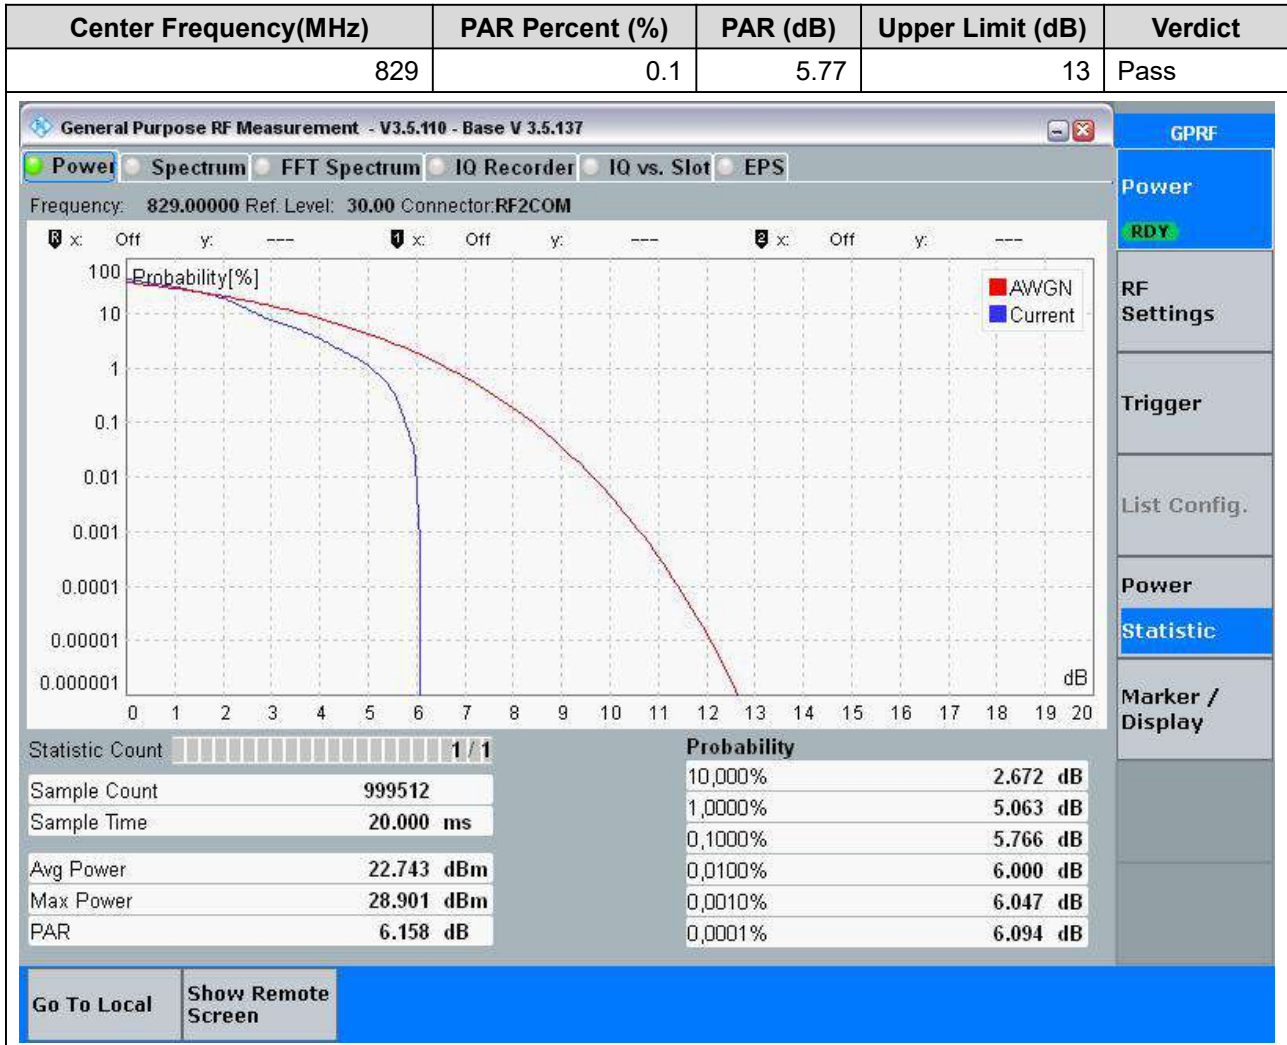 Center Frequency(MHz) PAR Percent (%) PAR (dB) Upper Limit (dB) Verdict
829 0.1 5.77 13 Pass
General Purpose RF Measurement - V3.5.110 - Base V 3.5.137
GPRF
Power Spectrum FFT Spectrum IQ Recorder IQ vs. Slot EPS
Power
RDY
Frequency: 829.00000 Ref. Level: 30.00 Connector:RF2COM
R x: Off y: --- 1 x: Off y: --- 2 x: Off y: ---
Probability[%]
100
10
1
0.1
0.01
0.001
0.0001
0.00001
0.000001
AWGN
Current
dB
0 1 2 3 4 5 6 7 8 9 10 11 12 13 14 15 16 17 18 19 20
RF
Settings
Trigger
List Config.
Power
Statistic
Marker /
Display
Statistic Count 1 / 1
Sample Count 999512
Sample Time 20.000 ms
Avg Power 22.743 dBm
Max Power 28.901 dBm
PAR 6.158 dB
Probability
10,000% 2.672 dB
1,0000% 5.063 dB
0,1000% 5.766 dB
0,0100% 6.000 dB
0,0010% 6.047 dB
0,0001% 6.094 dB
Go To Local
Show Remote
Screen